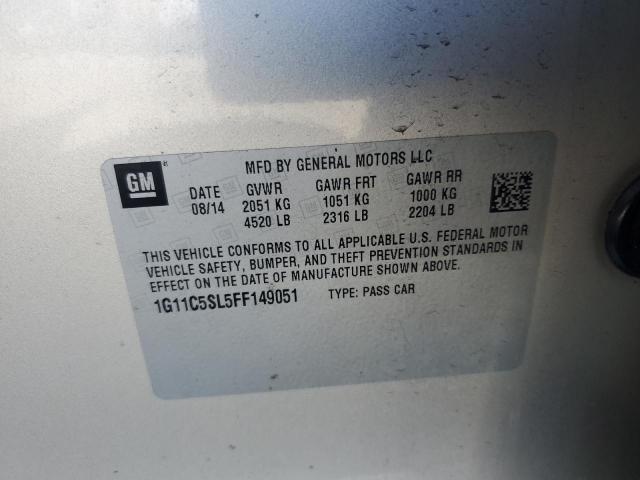 GM
MFD BY GENERAL MOTORS LLC
DATE GVWR GAWR FRT GAWR RR
08/14 2051 KG 1051 KG 1000 KG
4520 LB 2316 LB 2204 LB
THIS VEHICLE CONFORMS TO ALL APPLICABLE U.S. FEDERAL MOTOR
VEHICLE SAFETY, BUMPER, AND THEFT PREVENTION STANDARDS IN
EFFECT ON THE DATE OF MANUFACTURE SHOWN ABOVE.
1G11C5SL5FF149051 TYPE: PASS CAR